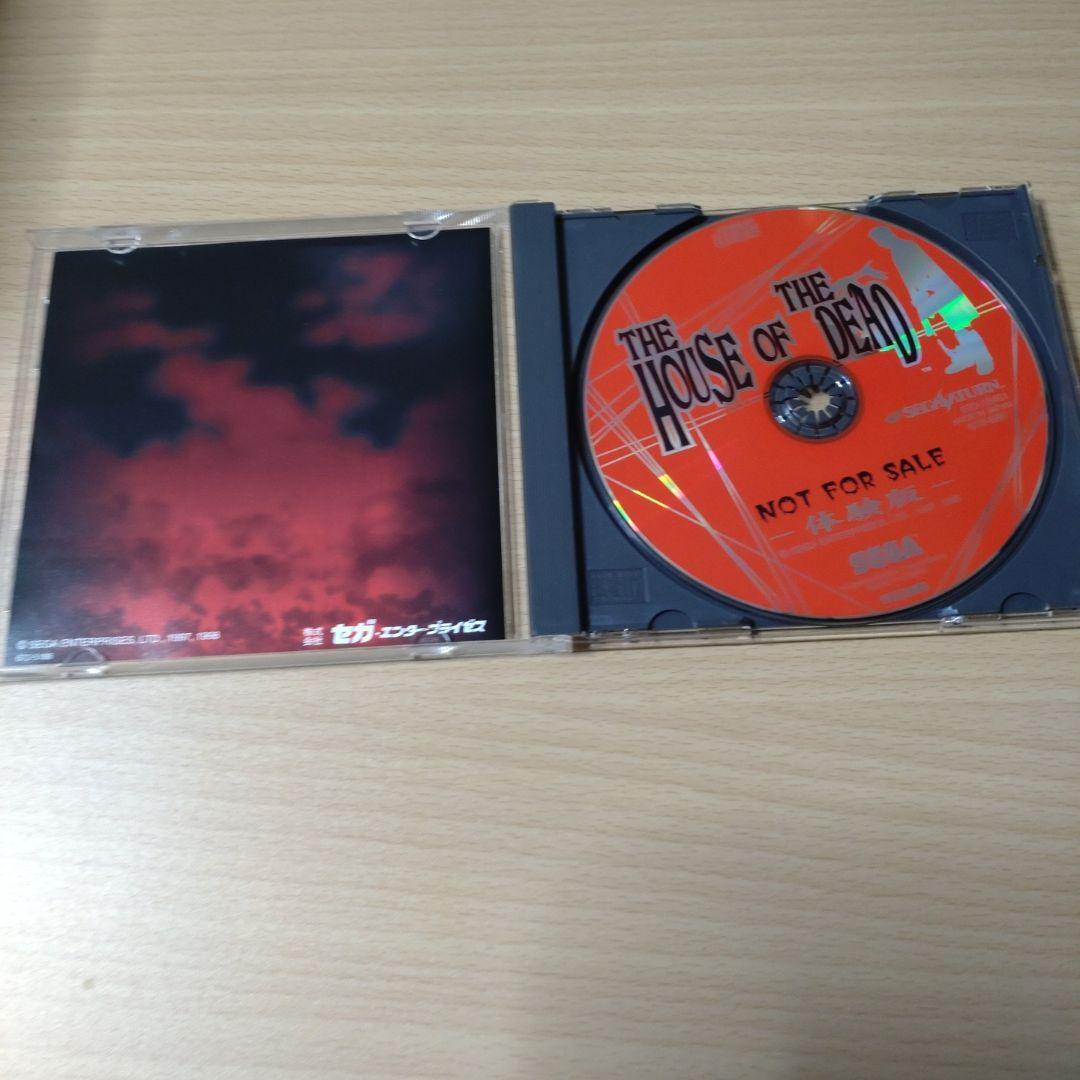 © SEGA ENTERPRISES, LTD., 1997, 1998
株式会社 セガ・エンタープライゼス
THE
HOUSE OF THE DEAD
™
SEGA SATURN
NOT FOR SALE
体験版
SEGA